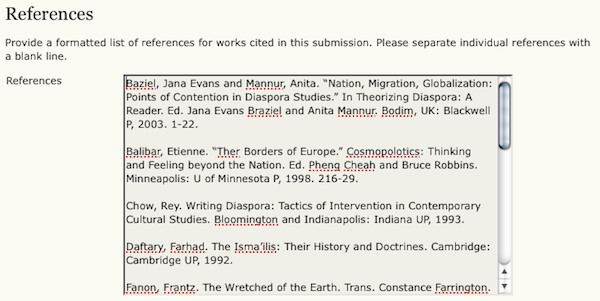 References
Provide a formatted list of references for works cited in this submission. Please separate individual references with
a blank line.
References
Baziel, Jana Evans and Mannur, Anita. "Nation, Migration, Globalization:
Points of Contention in Diaspora Studies." In Theorizing Diaspora: A
Reader. Ed. Jana Evans Braziel and Anita Mannur. Bodim, UK: Blackwell
P, 2003. 1-22.
Balibar, Etienne. "Ther Borders of Europe." Cosmopolotics: Thinking
and Feeling beyond the Nation. Ed. Pheng Cheah and Bruce Robbins.
Minneapolis: U of Minnesota P, 1998. 216-29.
Chow, Rey. Writing Diaspora: Tactics of Intervention in Contemporary
Cultural Studies. Bloomington and Indianapolis: Indiana UP, 1993.
Daftary, Farhad. The Isma'ilis: Their History and Doctrines. Cambridge:
Cambridge UP, 1992.
Fanon, Frantz. The Wretched of the Earth. Trans. Constance Farrington.